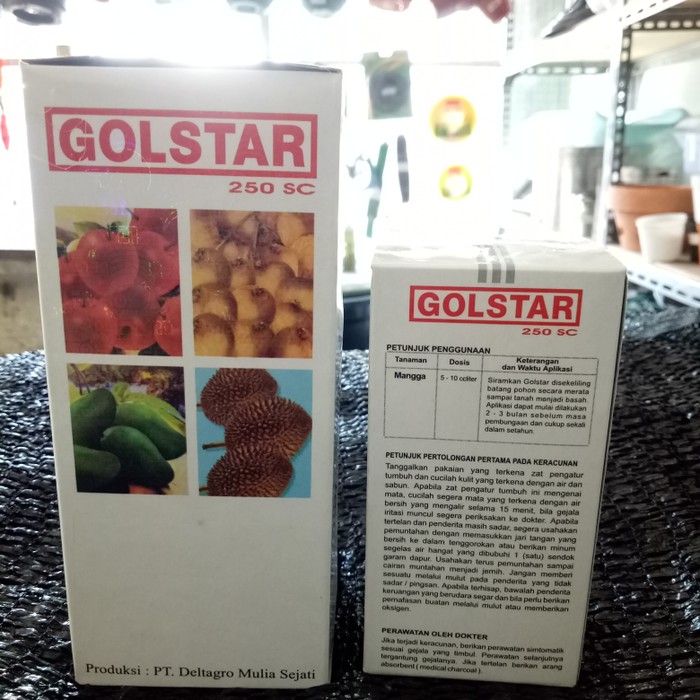 GOLSTAR
250 SC
Produksi : PT. Deltagro Mulia Sejati
GOLSTAR
250 SC
PETUNJUK PENGGUNAAN
Tanaman Dosis Keterangan
dan Waktu Aplikasi
Mangga 5 - 10 cc/liter Siramkan Golstar disekeliling
batang pohon secara merata
sampai tanah menjadi basah.
Aplikasi dapat mulai dilakukan
2 - 3 bulan sebelum masa
pembungaan dan cukup sekali
dalam setahun.
PETUNJUK PERTOLONGAN PERTAMA PADA KERACUNAN
Tanggalkan pakaian yang terkena zat pengatur
tumbuh dan cucilah kulit yang terkena dengan air dan
sabun. Apabila zat pengatur tumbuh ini mengenai
mata, cucilah segera mata yang terkena dengan air
bersih yang mengalir selama 15 menit, bila gejala
iritasi muncul segera periksakan ke dokter. Apabila
tertelan dan penderita masih sadar, segera usahakan
pemuntahan dengan memasukkan jari tangan yang
bersih ke dalam tenggorokan atau berikan minum
segelas air hangat yang dibubuhi 1 (satu) sendok
garam dapur. Usahakan terus pemuntahan sampai
cairan muntahan menjadi jernih. Jangan memberi
sesuatu melalui mulut pada penderita yang tidak
sadar / pingsan. Apabila terhisap, bawalah penderita
keruangan yang berudara segar dan bila perlu berikan
pernafasan buatan melalui mulut atau memberikan
oksigen.
PERAWATAN OLEH DOKTER
Jika terjadi keracunan, berikan perawatan simtomatik
sesuai gejala yang timbul. Perawatan selanjutnya
tergantung gejalanya. Jika tertelan berikan arang
absorbent ( medical charcoal ).